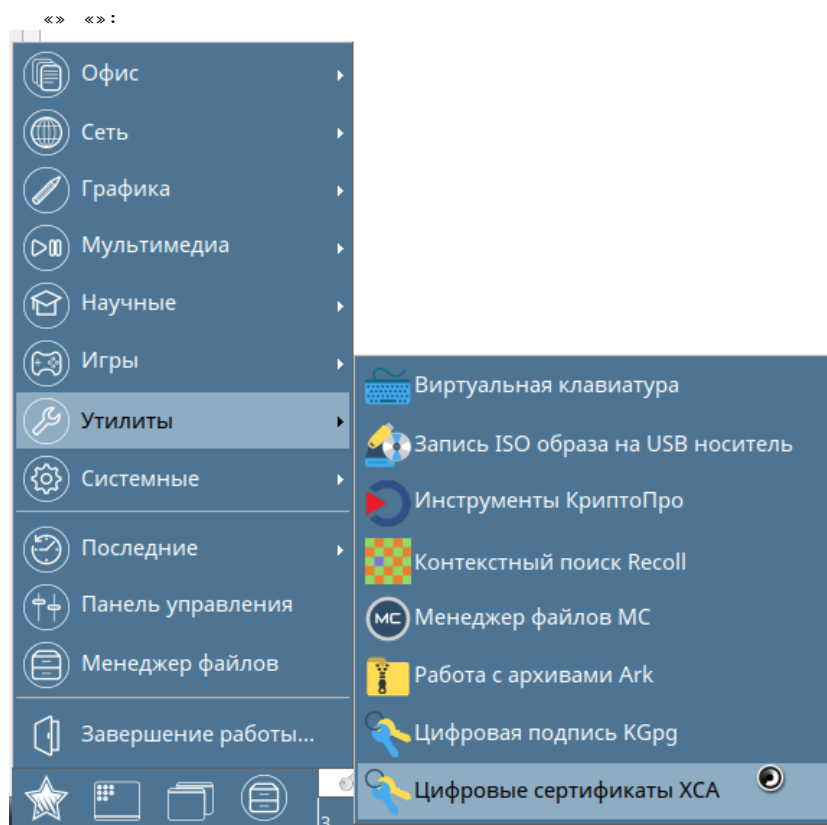 «» «»:
Офис
Сеть
Графика
Мультимедиа
Научные
Игры
Утилиты
Системные
Последние
Панель управления
Менеджер файлов
Завершение работы...
Виртуальная клавиатура
Запись ISO образа на USB носитель
Инструменты КриптоПро
Контекстный поиск Recoll
MC Менеджер файлов MC
Работа с архивами Ark
Цифровая подпись KGpg
Цифровые сертификаты XCA
3